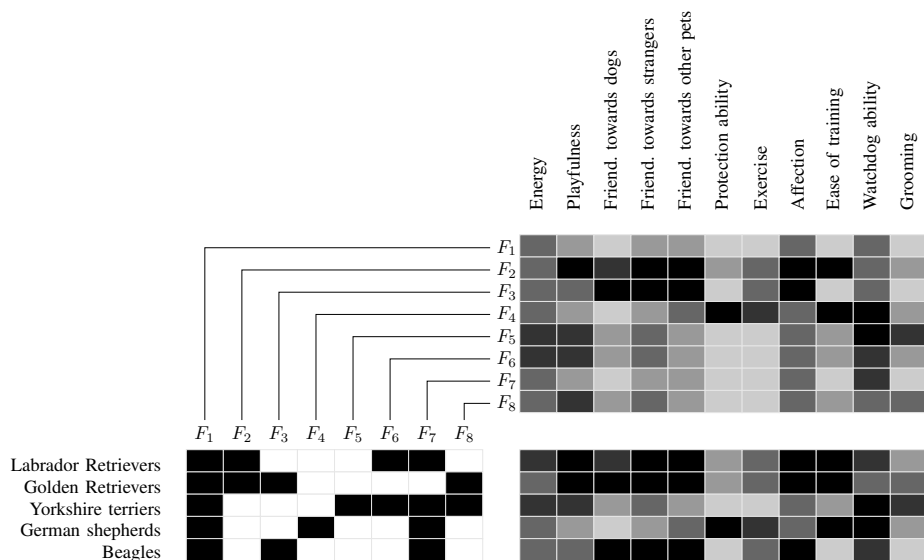 Energy
Playfulness
Friend. towards dogs
Friend. towards strangers
Friend. towards other pets
Protection ability
Exercise
Affection
Ease of training
Watchdog ability
Grooming
F1
F2
F3
F4
F5
F6
F7
F8
F1 F2 F3 F4 F5 F6 F7 F8
Labrador Retrievers
Golden Retrievers
Yorkshire terriers
German shepherds
Beagles